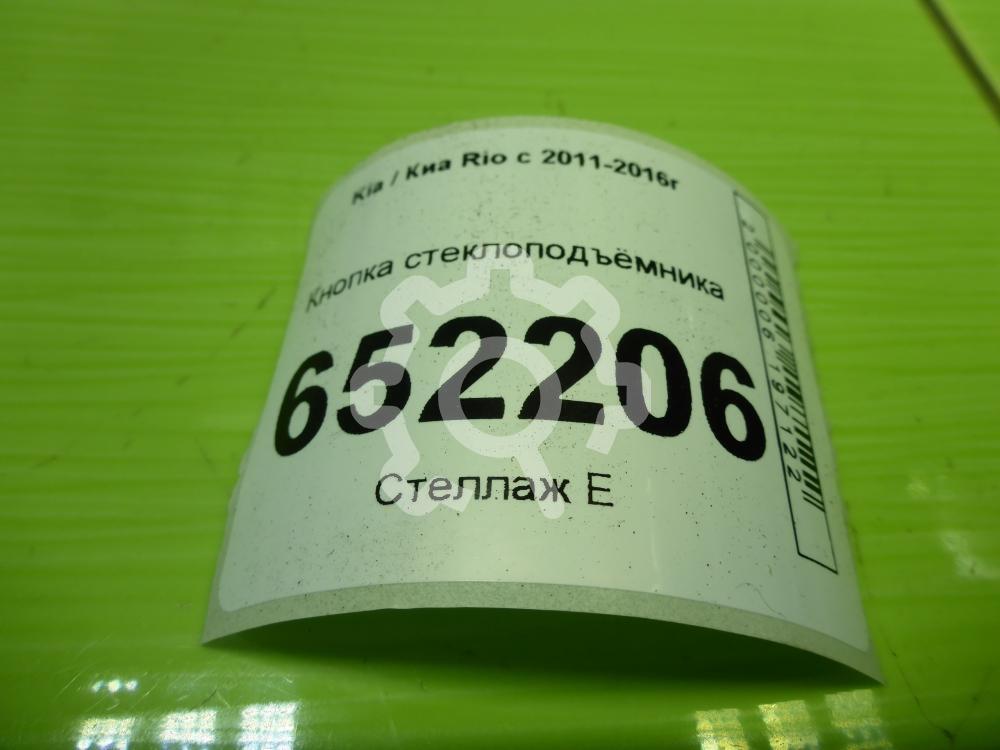 Kia / Киа Rio с 2011-2016г
Кнопка стеклоподъёмника
652206
Стеллаж Е
2000006197122